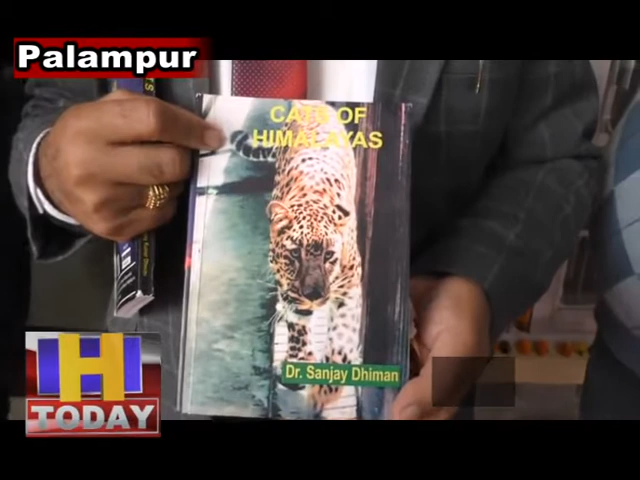 Palampur
CATS OF
HIMALAYAS
Dr. Sanjay Dhiman
H
TODAY